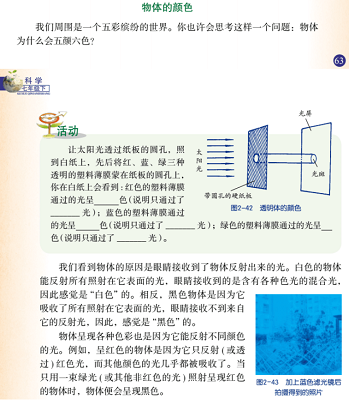 物体的颜色
我们周围是一个五彩缤纷的世界。你也许会思考这样一个问题：物体
为什么会五颜六色？
63
科学
七年级下
活动
让太阳光透过纸板的圆孔，照
到白纸上，先后将红、蓝、绿三种
透明的塑料薄膜蒙在纸板的圆孔上，
你在白纸上会看到：红色的塑料薄膜
通过的光呈____色(说明只通过了
______光)；蓝色的塑料薄膜通过
的光呈____色(说明只通过了______光)；绿色的塑料薄膜通过的光呈__
色(说明只通过了______光)。
太阳光
光屏
光斑
带圆孔的硬纸板
图2-42 透明体的颜色
我们看到物体的原因是眼睛接收到了物体反射出来的光。白色的物体
能反射所有照射在它表面的光，眼睛接收到的是含有各种色光的混合光，
因此感觉是“白色”的。相反，黑色物体是因为它
吸收了所有照射在它表面的光，眼睛接收不到来自
它的反射光，因此，感觉是“黑色”的。
物体呈现各种色彩也是因为它能反射不同颜色
的光。例如，呈红色的物体是因为它只反射(或透
过)红色光，而其他颜色的光几乎都被吸收了。当
只用一束绿光(或其他非红色的光)照射呈现红色
的物体时，物体便会呈现黑色。
图2-43 加上蓝色滤光镜后
拍摄得到的照片